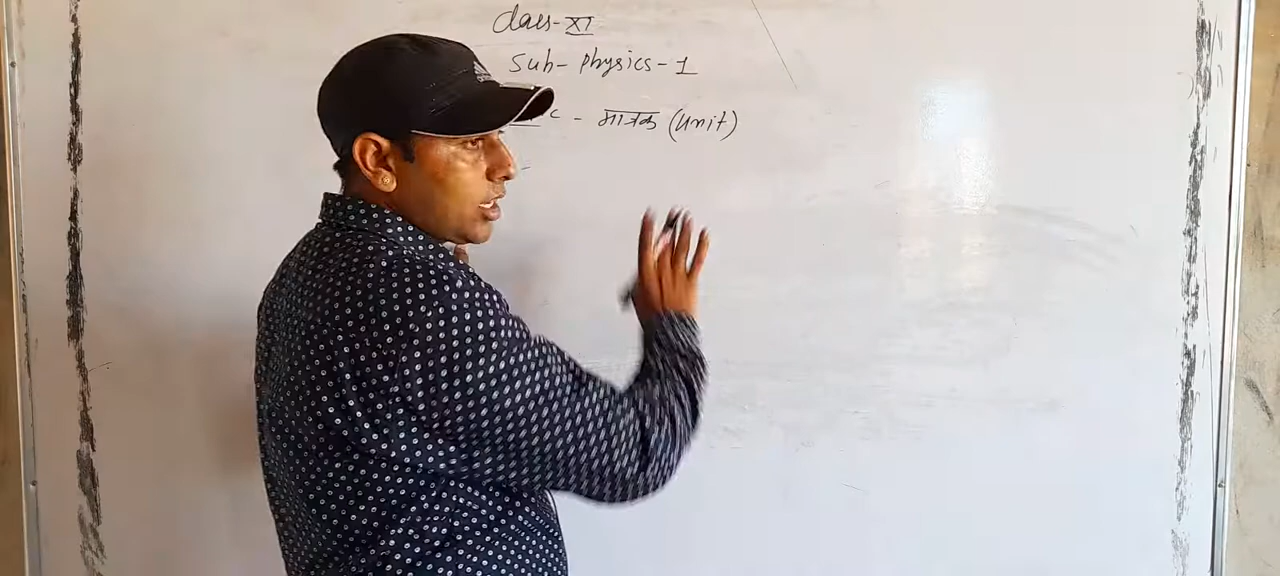 Class-XI
Sub- Physics-1
c - मात्रक (Unit)